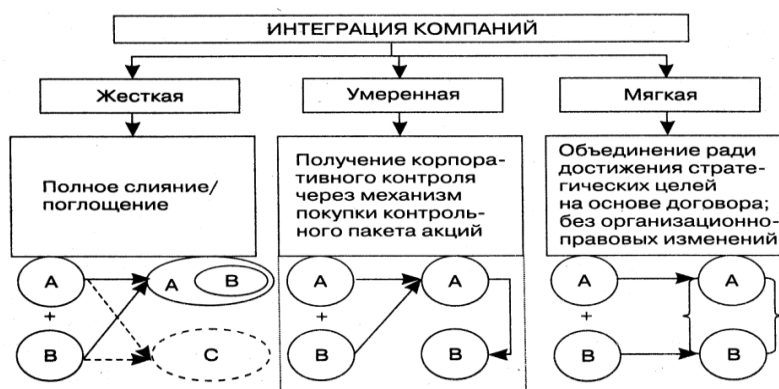 ИНТЕГРАЦИЯ КОМПАНИЙ
Жесткая
Умеренная
Мягкая
Полное слияние/
поглощение
Получение корпора-
тивного контроля
через механизм
покупки контроль-
ного пакета акций
Объединение ради
достижения страте-
гических целей
на основе договора;
без организационно-
правовых изменений
A
A
B
+
B
C
A
A
+
B
B
A
A
+
B
B